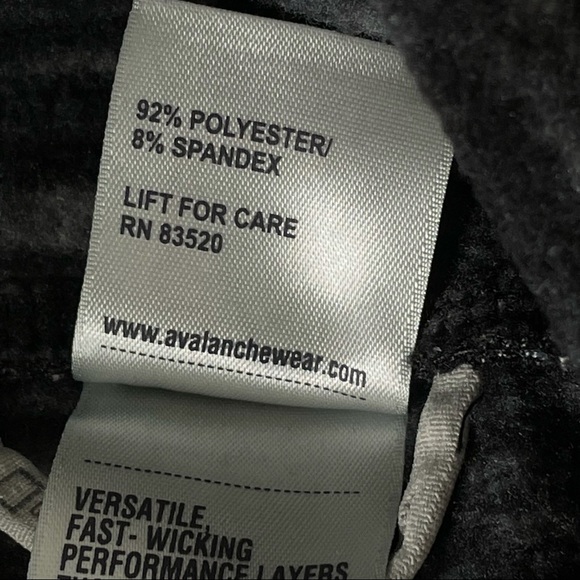 92% POLYESTER/
8% SPANDEX
LIFT FOR CARE
RN 83520
www.avalanchewear.com
VERSATILE,
FAST- WICKING
PERFORMANCE LAYERS